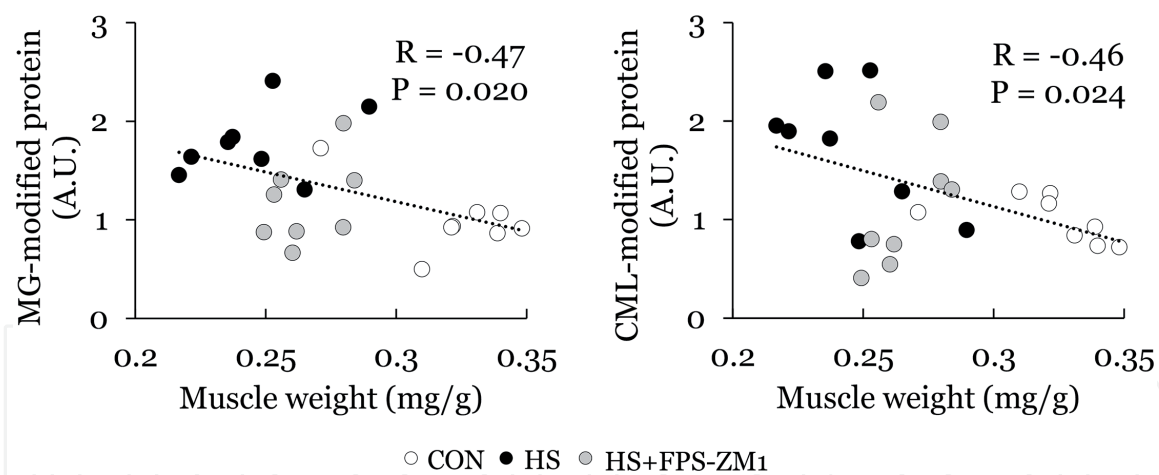 MG-modified protein
(A.U.)
3
2
1
0
R = -0.47
P = 0.020
0.2
0.25
0.3
0.35
Muscle weight (mg/g)
CML-modified protein
(A.U.)
3
2
1
0
R = -0.46
P = 0.024
0.2
0.25
0.3
0.35
Muscle weight (mg/g)
CON HS HS+FPS-ZM1